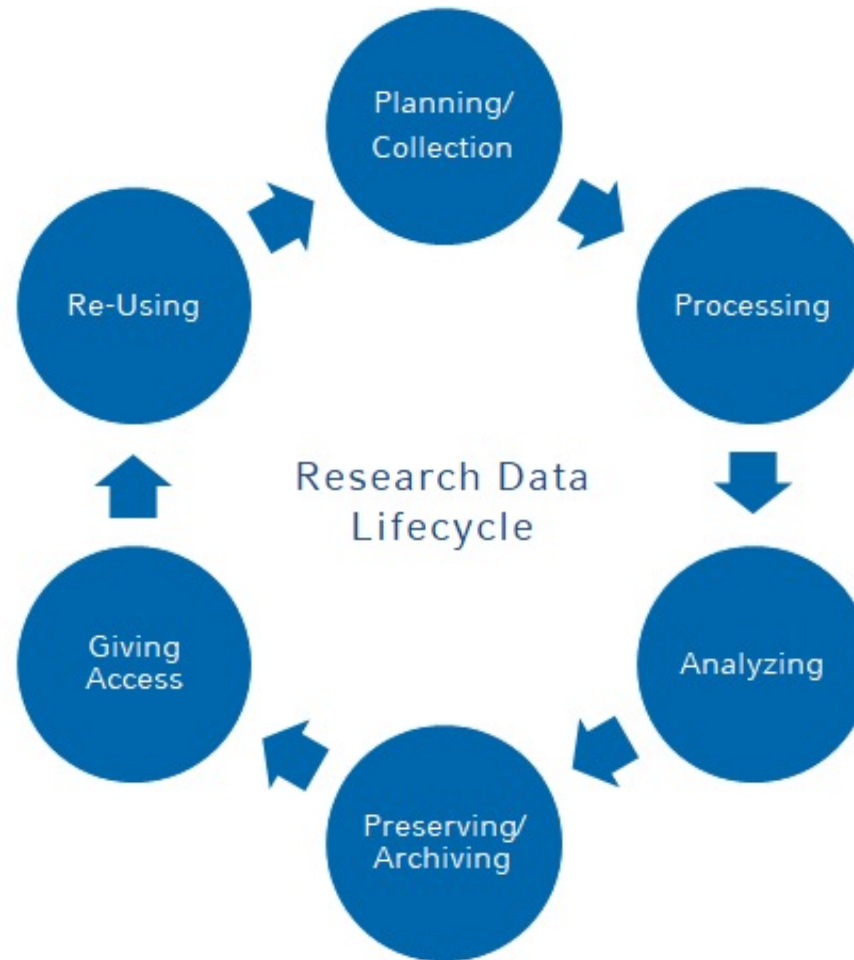 Planning/
Collection
Processing
Analyzing
Preserving/
Archiving
Giving
Access
Re-Using
Research Data
Lifecycle